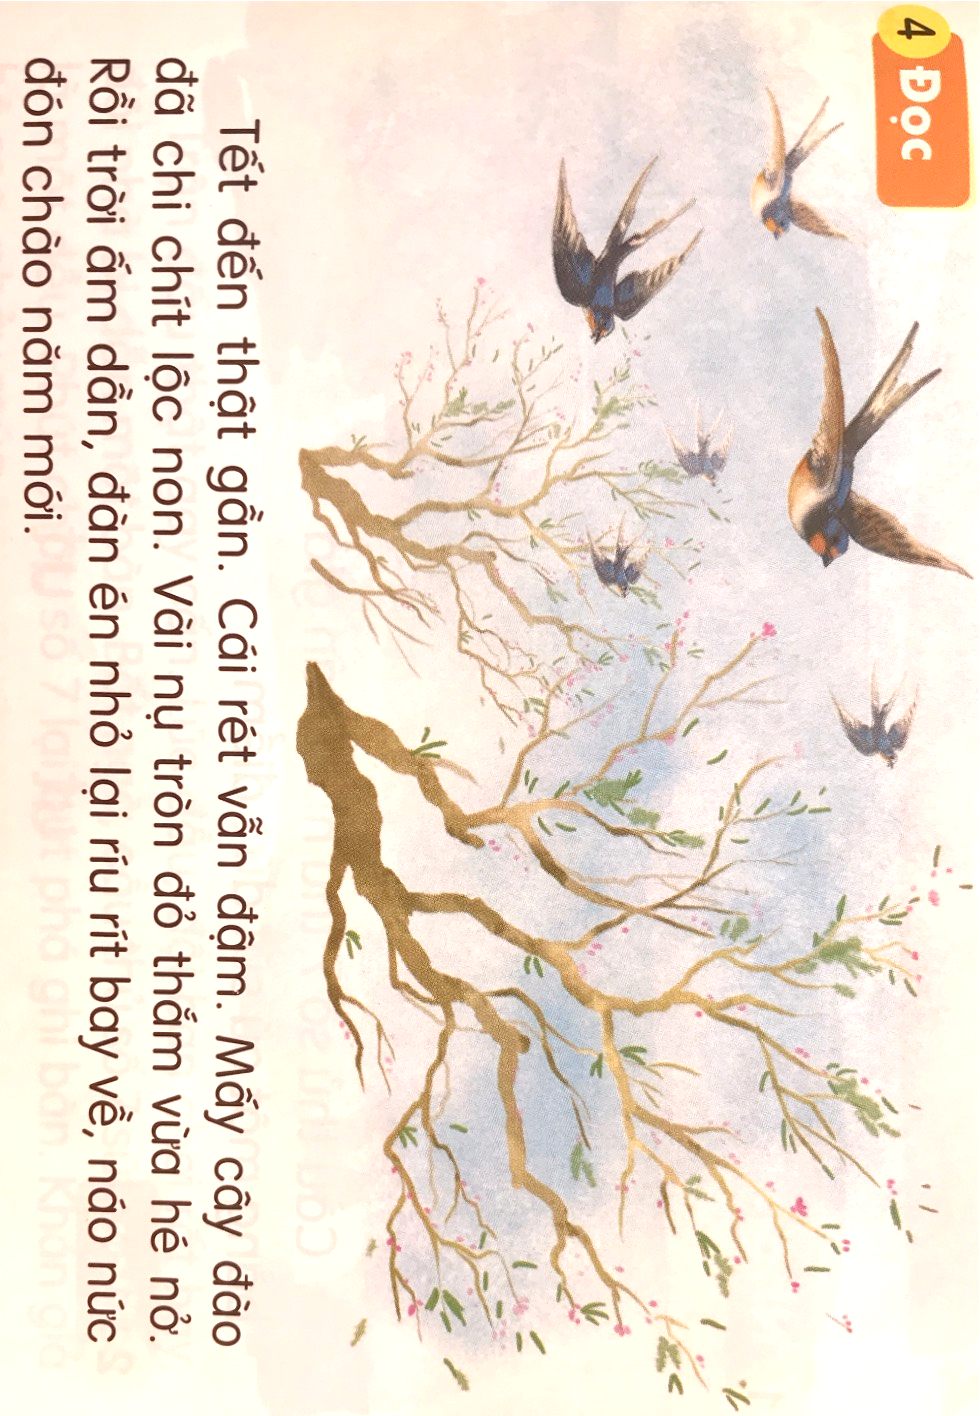 4 Đọc
Tết đến thật gần. Cái rét vẫn đậm. Mấy cây đào
đã chi chít lộc non. Vài nụ tròn đỏ thắm vừa hé nở.
Rồi trời ấm dần, đàn én nhỏ lại ríu rít bay về, náo nức
đón chào năm mới.